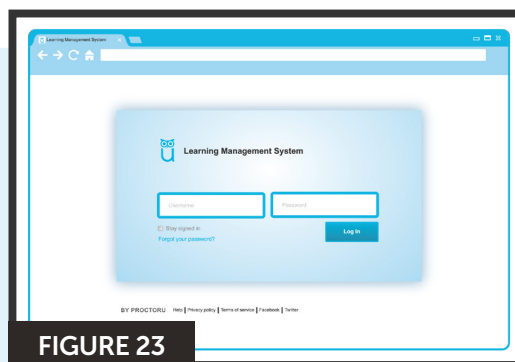 Learning Management System
Learning Management System
Username
Password
Stay signed in
Forgot your password?
Log In
BY PROCTORU Help | Privacy policy | Terms of service | Facebook | Twitter
FIGURE 23